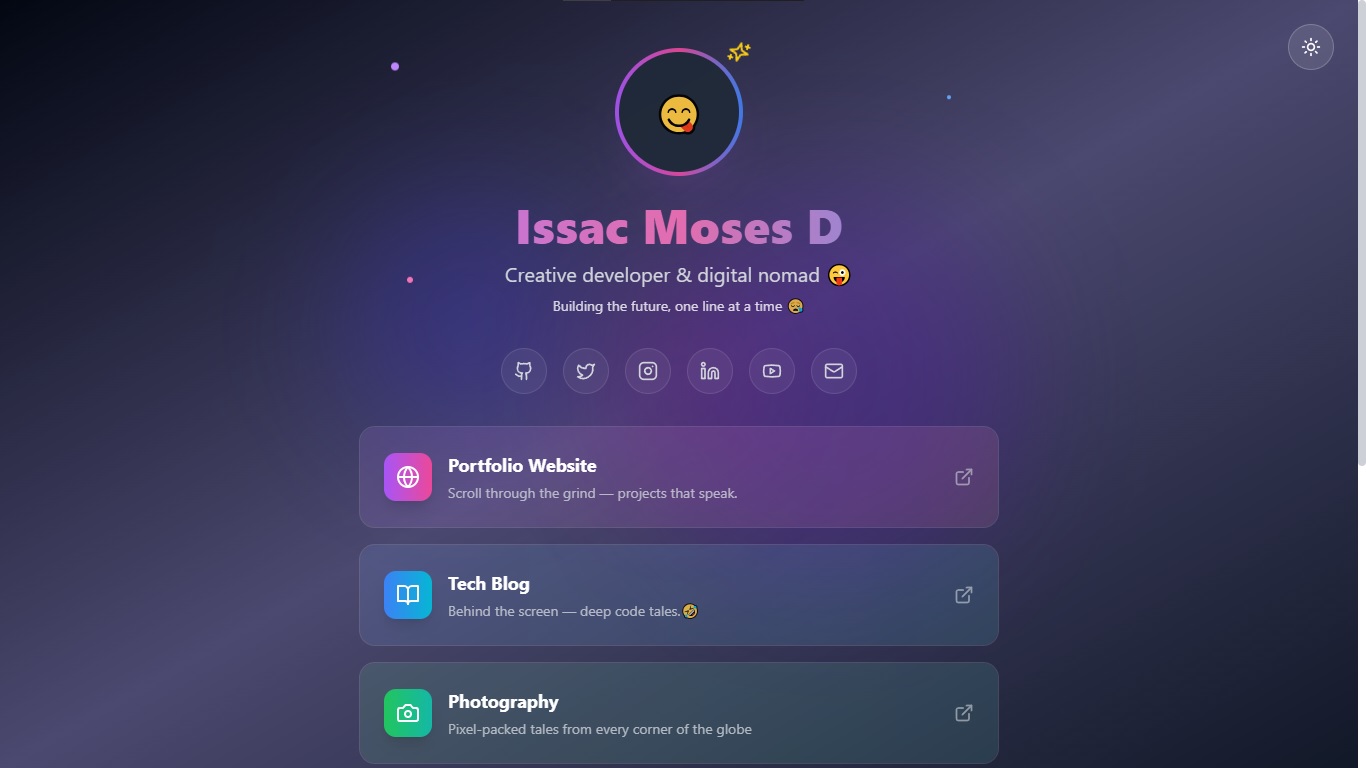 Issac Moses D
Creative developer & digital nomad 😜
Building the future, one line at a time 😪
Portfolio Website
Scroll through the grind — projects that speak.
Tech Blog
Behind the screen — deep code tales.🤣
Photography
Pixel-packed tales from every corner of the globe